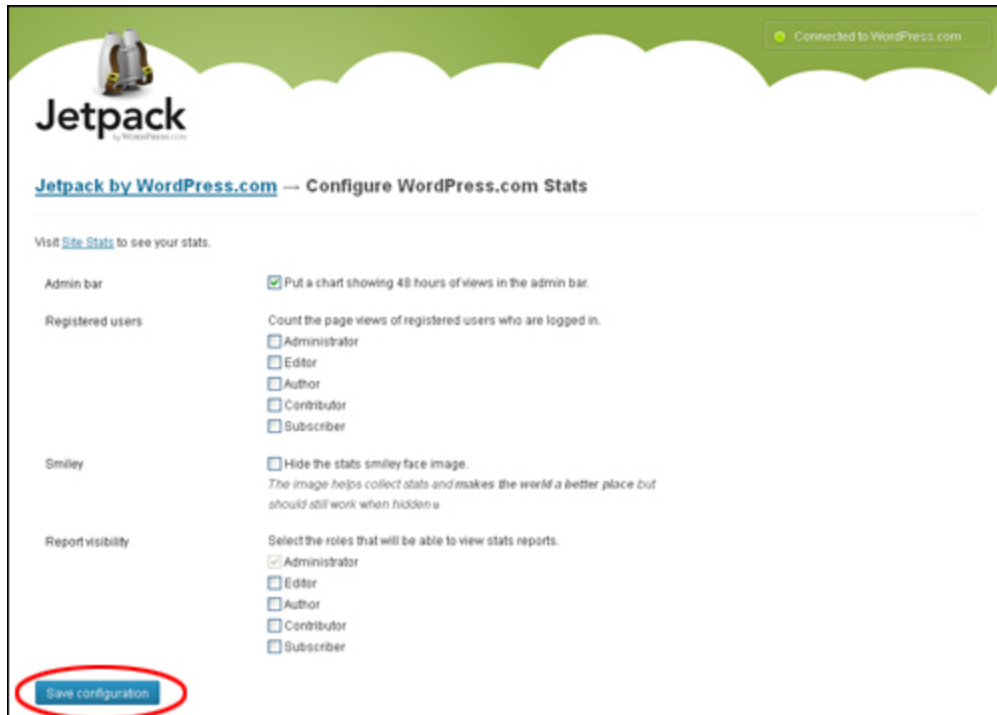 Connected to WordPress.com
Jetpack
by WORDPRESS.COM
Jetpack by WordPress.com → Configure WordPress.com Stats
Visit Site Stats to see your stats.
Admin bar
Put a chart showing 48 hours of views in the admin bar.
Registered users
Count the page views of registered users who are logged in.
Administrator
Editor
Author
Contributor
Subscriber
Smiley
Hide the stats smiley face image.
The image helps collect stats and makes the world a better place but
should still work when hidden
Report visibility
Select the roles that will be able to view stats reports.
Administrator
Editor
Author
Contributor
Subscriber
Save configuration